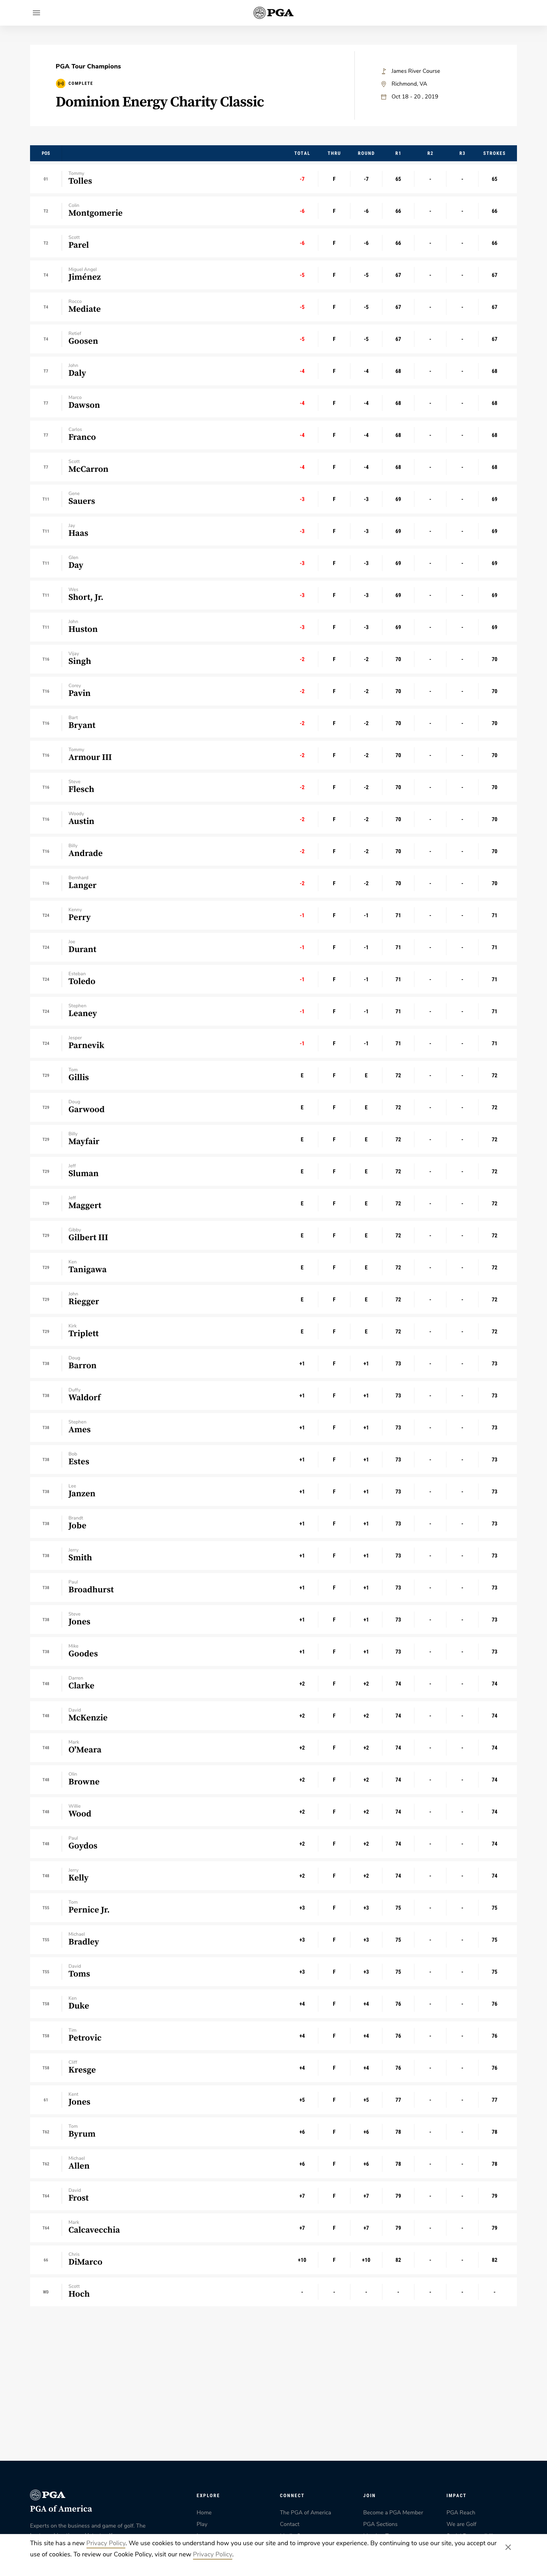 PGA
PGA Tour Champions
COMPLETE
Dominion Energy Charity Classic
James River Course
Richmond, VA
Oct 18 - 20 , 2019
POS TOTAL THRU ROUND R1 R2 R3 STROKES
01 Tommy Tolles -7 F -7 65 - - 65
T2 Colin Montgomerie -6 F -6 66 - - 66
T2 Scott Parel -6 F -6 66 - - 66
T4 Miguel Angel Jiménez -5 F -5 67 - - 67
T4 Rocco Mediate -5 F -5 67 - - 67
T4 Retief Goosen -5 F -5 67 - - 67
T7 John Daly -4 F -4 68 - - 68
T7 Marco Dawson -4 F -4 68 - - 68
T7 Carlos Franco -4 F -4 68 - - 68
T7 Scott McCarron -4 F -4 68 - - 68
T11 Gene Sauers -3 F -3 69 - - 69
T11 Jay Haas -3 F -3 69 - - 69
T11 Glen Day -3 F -3 69 - - 69
T11 Wes Short, Jr. -3 F -3 69 - - 69
T11 John Huston -3 F -3 69 - - 69
T16 Vijay Singh -2 F -2 70 - - 70
T16 Corey Pavin -2 F -2 70 - - 70
T16 Bart Bryant -2 F -2 70 - - 70
T16 Tommy Armour III -2 F -2 70 - - 70
T16 Steve Flesch -2 F -2 70 - - 70
T16 Woody Austin -2 F -2 70 - - 70
T16 Billy Andrade -2 F -2 70 - - 70
T16 Bernhard Langer -2 F -2 70 - - 70
T24 Kenny Perry -1 F -1 71 - - 71
T24 Joe Durant -1 F -1 71 - - 71
T24 Esteban Toledo -1 F -1 71 - - 71
T24 Stephen Leaney -1 F -1 71 - - 71
T24 Jesper Parnevik -1 F -1 71 - - 71
T29 Tom Gillis E F E 72 - - 72
T29 Doug Garwood E F E 72 - - 72
T29 Billy Mayfair E F E 72 - - 72
T29 Jeff Sluman E F E 72 - - 72
T29 Jeff Maggert E F E 72 - - 72
T29 Gibby Gilbert III E F E 72 - - 72
T29 Ken Tanigawa E F E 72 - - 72
T29 John Riegger E F E 72 - - 72
T29 Kirk Triplett E F E 72 - - 72
T38 Doug Barron +1 F +1 73 - - 73
T38 Duffy Waldorf +1 F +1 73 - - 73
T38 Stephen Ames +1 F +1 73 - - 73
T38 Bob Estes +1 F +1 73 - - 73
T38 Lee Janzen +1 F +1 73 - - 73
T38 Brandt Jobe +1 F +1 73 - - 73
T38 Jerry Smith +1 F +1 73 - - 73
T38 Paul Broadhurst +1 F +1 73 - - 73
T38 Steve Jones +1 F +1 73 - - 73
T38 Mike Goodes +1 F +1 73 - - 73
T48 Darren Clarke +2 F +2 74 - - 74
T48 David McKenzie +2 F +2 74 - - 74
T48 Mark O'Meara +2 F +2 74 - - 74
T48 Olin Browne +2 F +2 74 - - 74
T48 Willie Wood +2 F +2 74 - - 74
T48 Paul Goydos +2 F +2 74 - - 74
T48 Jerry Kelly +2 F +2 74 - - 74
T55 Tom Pernice Jr. +3 F +3 75 - - 75
T55 Michael Bradley +3 F +3 75 - - 75
T55 David Toms +3 F +3 75 - - 75
T58 Ken Duke +4 F +4 76 - - 76
T58 Tim Petrovic +4 F +4 76 - - 76
T58 Cliff Kresge +4 F +4 76 - - 76
61 Kent Jones +5 F +5 77 - - 77
T62 Tom Byrum +6 F +6 78 - - 78
T62 Michael Allen +6 F +6 78 - - 78
T64 David Frost +7 F +7 79 - - 79
T64 Mark Calcavecchia +7 F +7 79 - - 79
66 Chris DiMarco +10 F +10 82 - - 82
WD Scott Hoch - - - - - - -
PGA
PGA of America
Experts on the business and game of golf. The
EXPLORE
Home
Play
CONNECT
The PGA of America
Contact
JOIN
Become a PGA Member
PGA Sections
IMPACT
PGA Reach
We are Golf
This site has a new Privacy Policy. We use cookies to understand how you use our site and to improve your experience. By continuing to use our site, you accept our
use of cookies. To review our Cookie Policy, visit our new Privacy Policy.